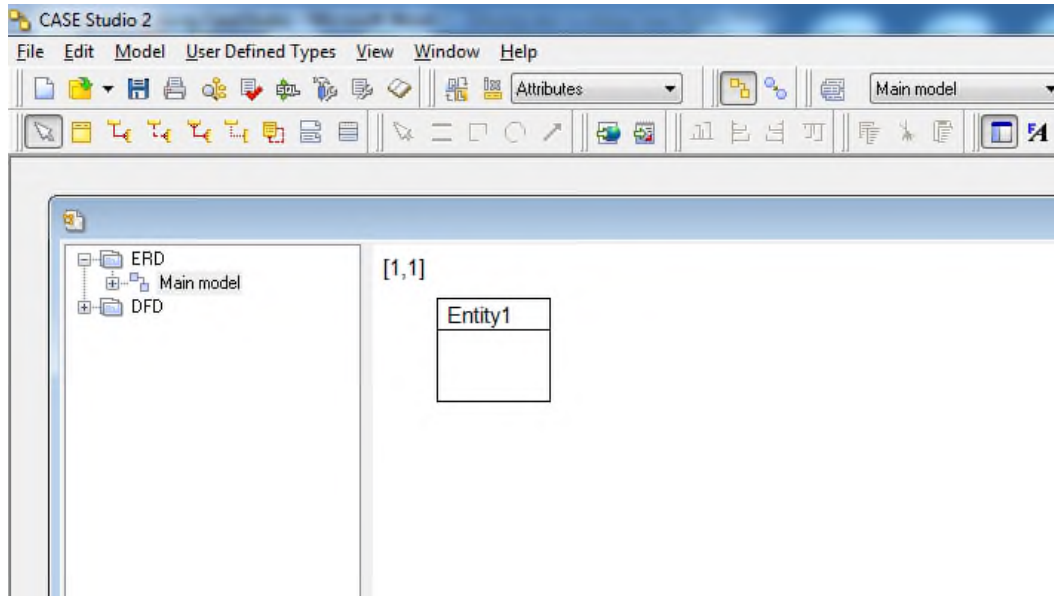 CASE Studio 2
File Edit Model User Defined Types View Window Help
Attributes Main model
ERD
Main model
DFD
[1,1]
Entity1